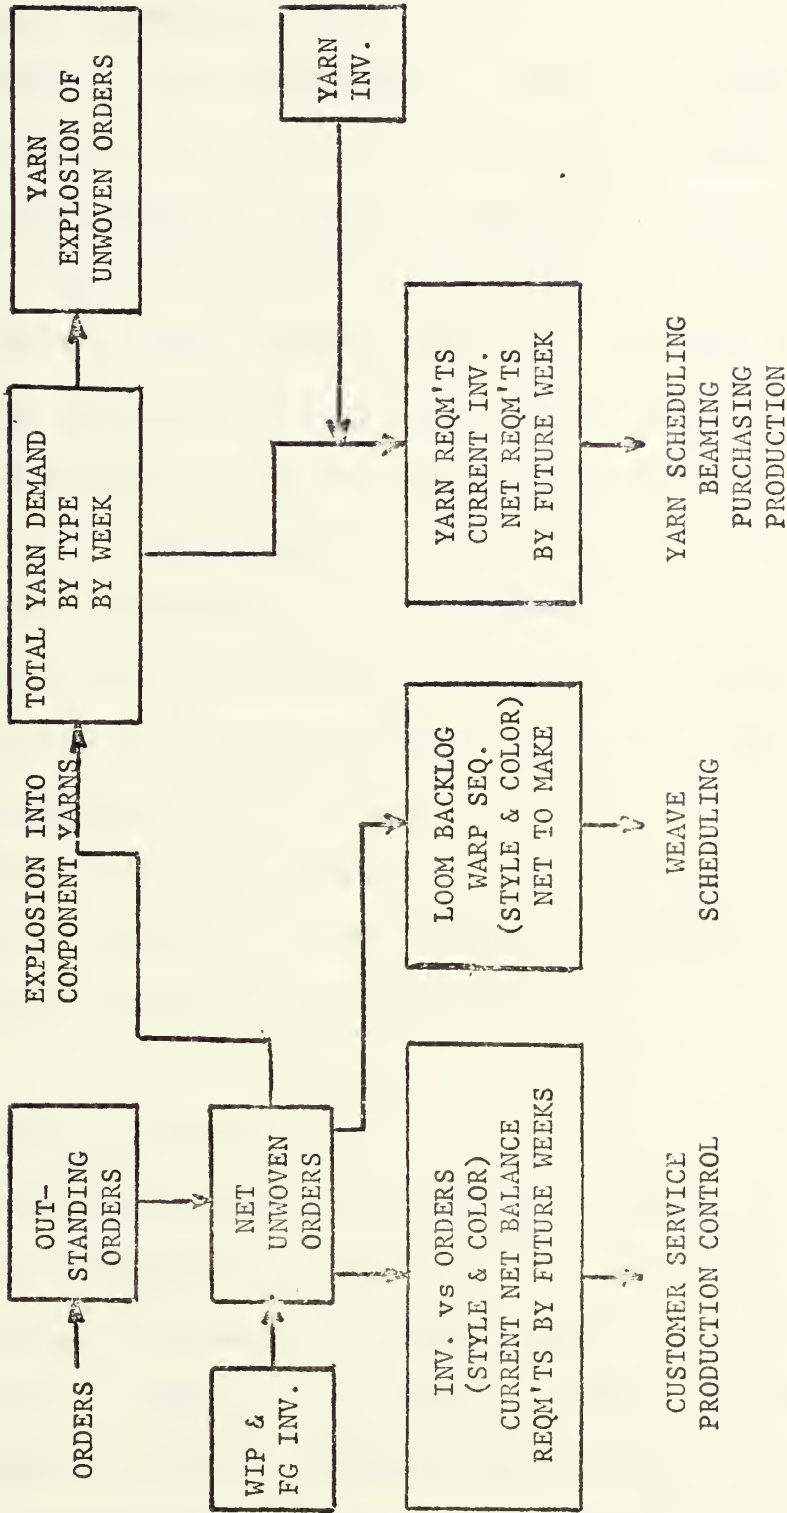 ORDERS
OUT-
STANDING
ORDERS
WIP &
FG INV.
NET
UNWOVEN
ORDERS
EXPLOSION INTO
COMPONENT YARNS
TOTAL YARN DEMAND
BY TYPE
BY WEEK
YARN
EXPLOSION OF
UNWOVEN ORDERS
YARN
INV.
INV. vs ORDERS
(STYLE & COLOR)
CURRENT NET BALANCE
REQM'TS BY FUTURE WEEKS
LOOM BACKLOG
WARP SEQ.
(STYLE & COLOR)
NET TO MAKE
YARN REQM'TS
CURRENT INV.
NET REQM'TS
BY FUTURE WEEK
CUSTOMER SERVICE
PRODUCTION CONTROL
WEAVE
SCHEDULING
YARN SCHEDULING
BEAMING
PURCHASING
PRODUCTION